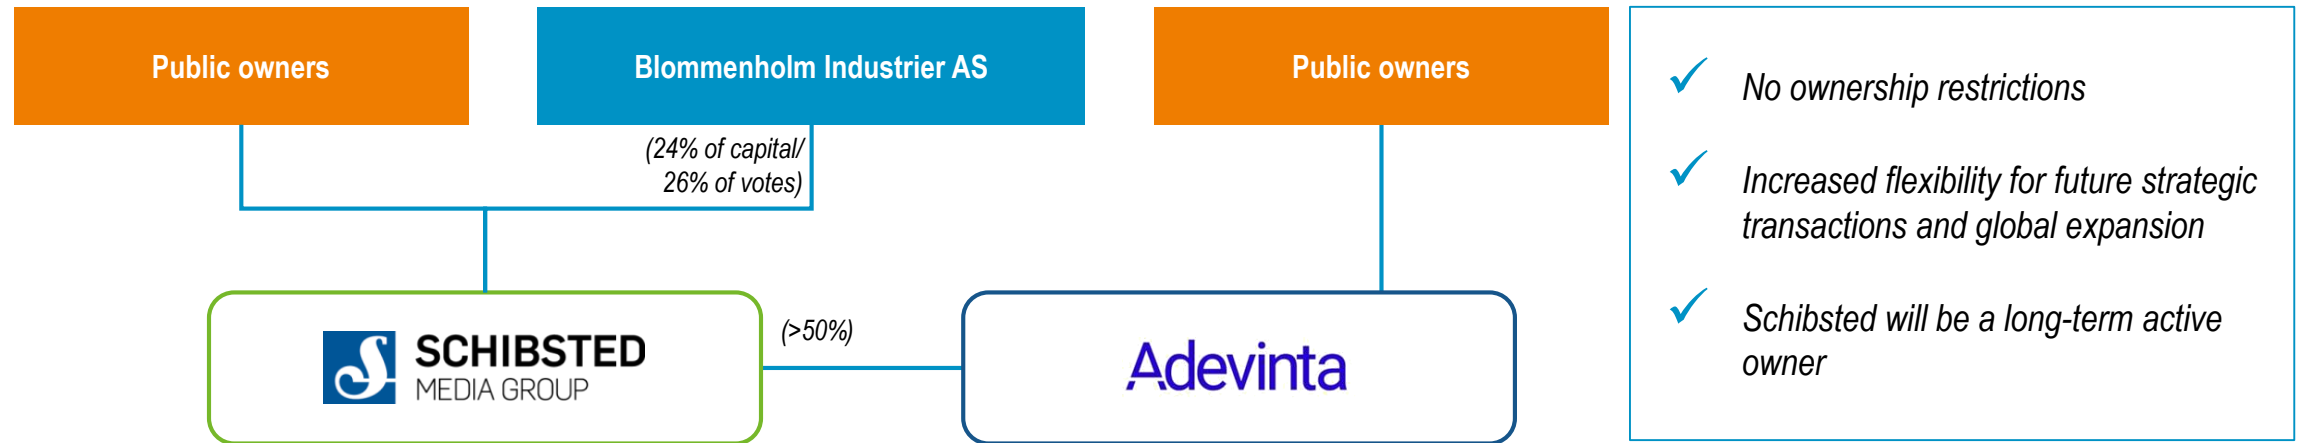 Public owners
Blommenholm Industrier AS
Public owners
(24% of capital/
26% of votes)
SCHIBSTED
MEDIA GROUP
(>50%)
Adevinta
No ownership restrictions
Increased flexibility for future strategic
transactions and global expansion
Schibsted will be a long-term active
owner